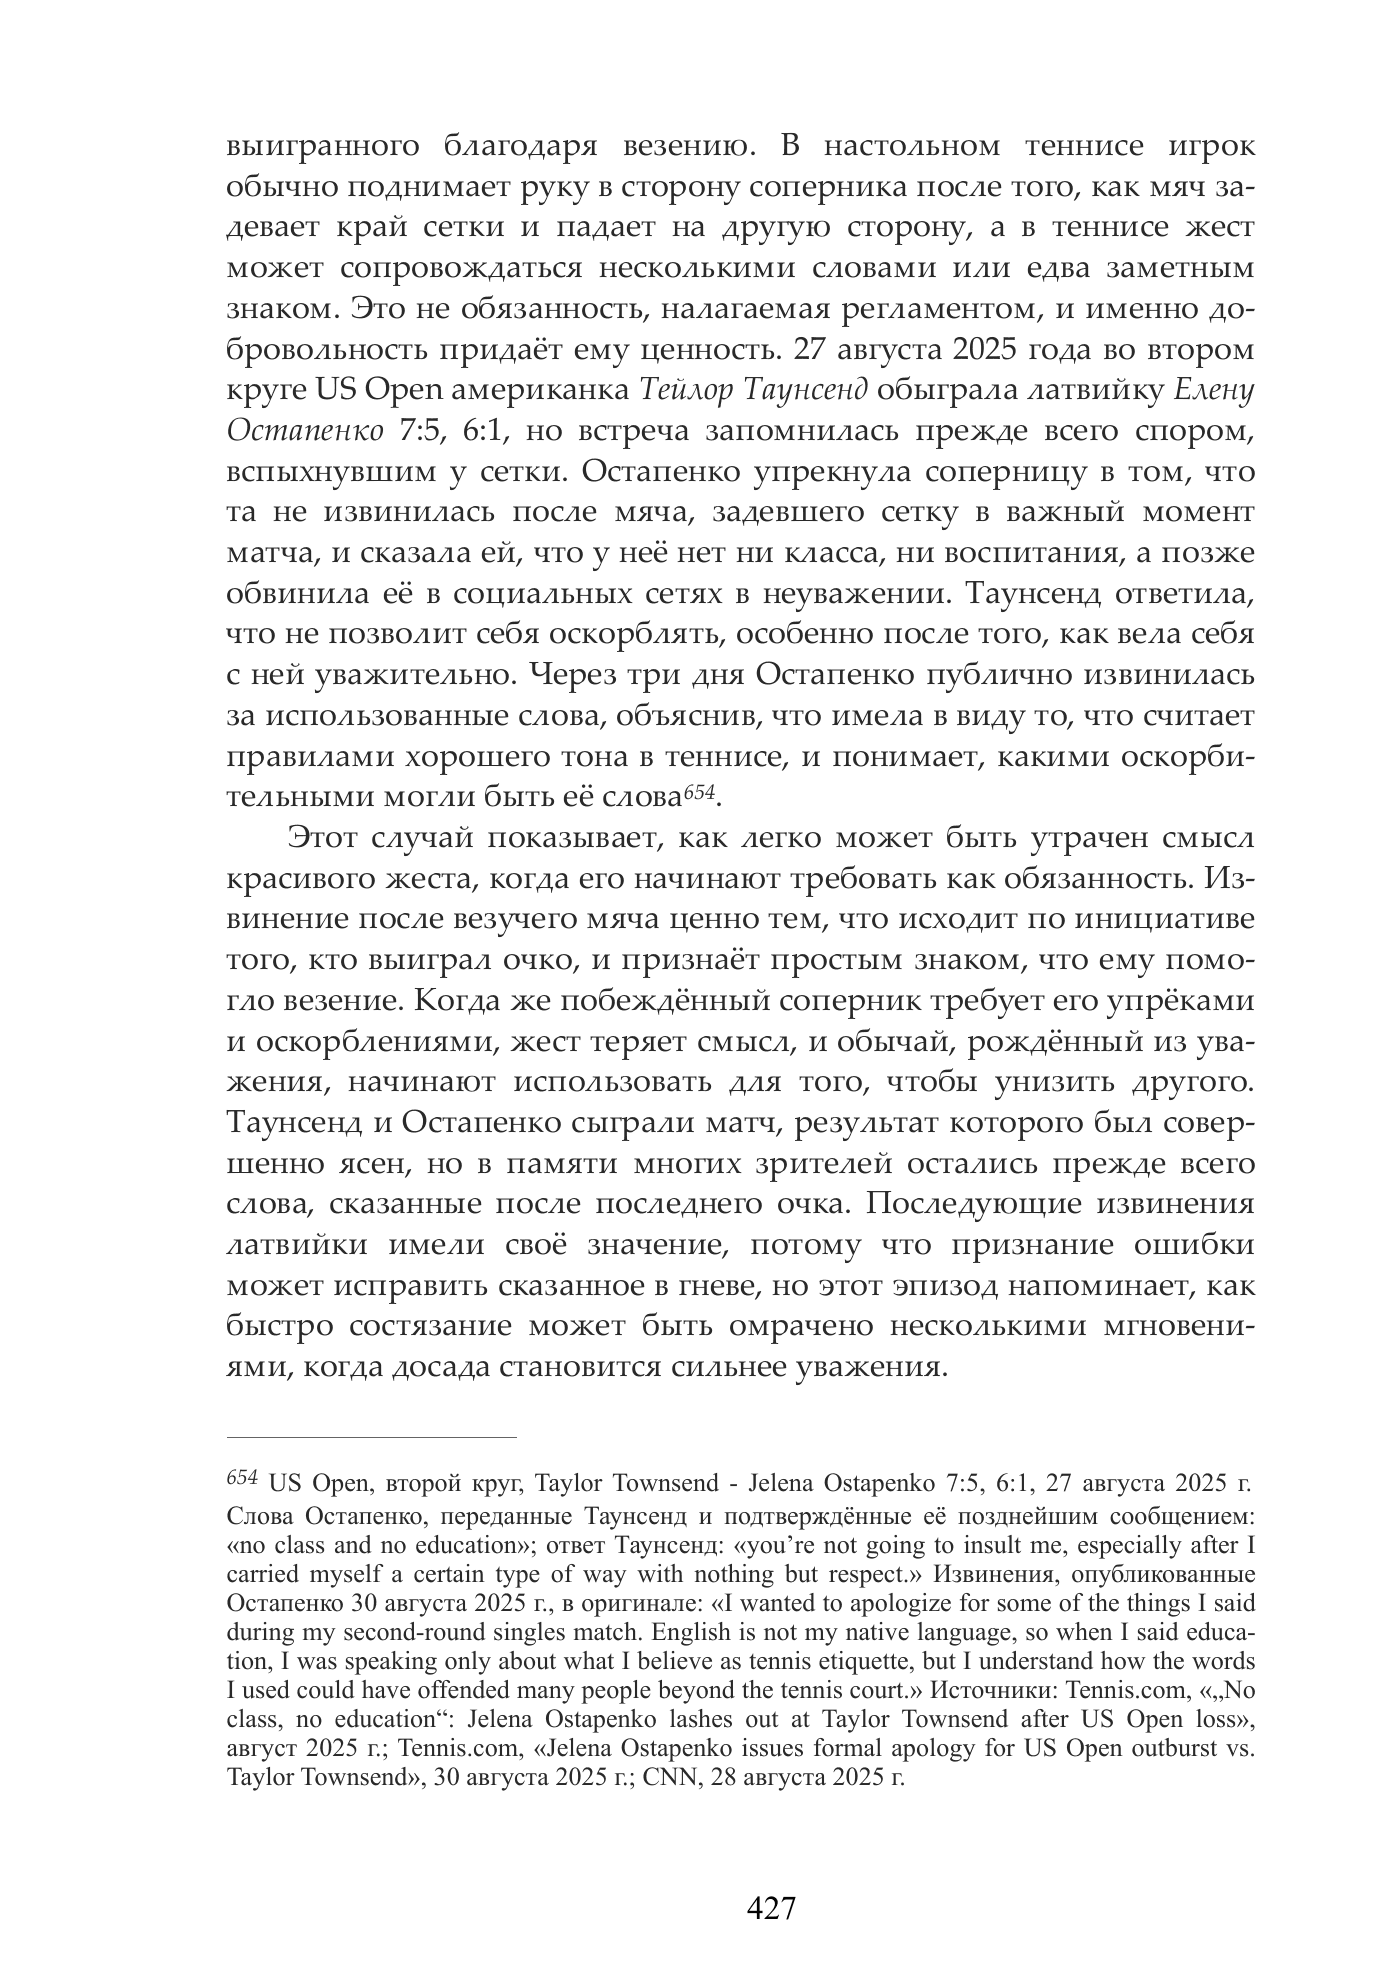 выигранного благодаря везению. В настольном теннисе игрок
обычно поднимает руку в сторону соперника после того, как мяч за-
девает край сетки и падает на другую сторону, а в теннисе жест
может сопровождаться несколькими словами или едва заметным
знаком. Это не обязанность, налагаемая регламентом, и именно до-
бровольность придаёт ему ценность. 27 августа 2025 года во втором
круге US Open американка Тейлор Таунсенд обыграла латвийку Елену
Остапенко 7:5, 6:1, но встреча запомнилась прежде всего спором,
вспыхнувшим у сетки. Остапенко упрекнула соперницу в том, что
та не извинилась после мяча, задевшего сетку в важный момент
матча, и сказала ей, что у неё нет ни класса, ни воспитания, а позже
обвинила её в социальных сетях в неуважении. Таунсенд ответила,
что не позволит себя оскорблять, особенно после того, как вела себя
с ней уважительно. Через три дня Остапенко публично извинилась
за использованные слова, объяснив, что имела в виду то, что считает
правилами хорошего тона в теннисе, и понимает, какими оскорби-
тельными могли быть её слова654.
Этот случай показывает, как легко может быть утрачен смысл
красивого жеста, когда его начинают требовать как обязанность. Из-
винение после везучего мяча ценно тем, что исходит по инициативе
того, кто выиграл очко, и признаёт простым знаком, что ему помо-
гло везение. Когда же побеждённый соперник требует его упрёками
и оскорблениями, жест теряет смысл, и обычай, рождённый из ува-
жения, начинают использовать для того, чтобы унизить другого.
Таунсенд и Остапенко сыграли матч, результат которого был совер-
шенно ясен, но в памяти многих зрителей остались прежде всего
слова, сказанные после последнего очка. Последующие извинения
латвийки имели своё значение, потому что признание ошибки
может исправить сказанное в гневе, но этот эпизод напоминает, как
быстро состязание может быть омрачено несколькими мгновени-
ями, когда досада становится сильнее уважения.
654 US Open, второй круг, Taylor Townsend - Jelena Ostapenko 7:5, 6:1, 27 августа 2025 г.
Слова Остапенко, переданные Таунсенд и подтверждённые её позднейшим сообщением:
«no class and no education»; ответ Таунсенд: «you’re not going to insult me, especially after I
carried myself a certain type of way with nothing but respect.» Извинения, опубликованные
Остапенко 30 августа 2025 г., в оригинале: «I wanted to apologize for some of the things I said
during my second-round singles match. English is not my native language, so when I said educa-
tion, I was speaking only about what I believe as tennis etiquette, but I understand how the words
I used could have offended many people beyond the tennis court.» Источники: Tennis.com, «„No
class, no education“: Jelena Ostapenko lashes out at Taylor Townsend after US Open loss»,
август 2025 г.; Tennis.com, «Jelena Ostapenko issues formal apology for US Open outburst vs.
Taylor Townsend», 30 августа 2025 г.; CNN, 28 августа 2025 г.
427